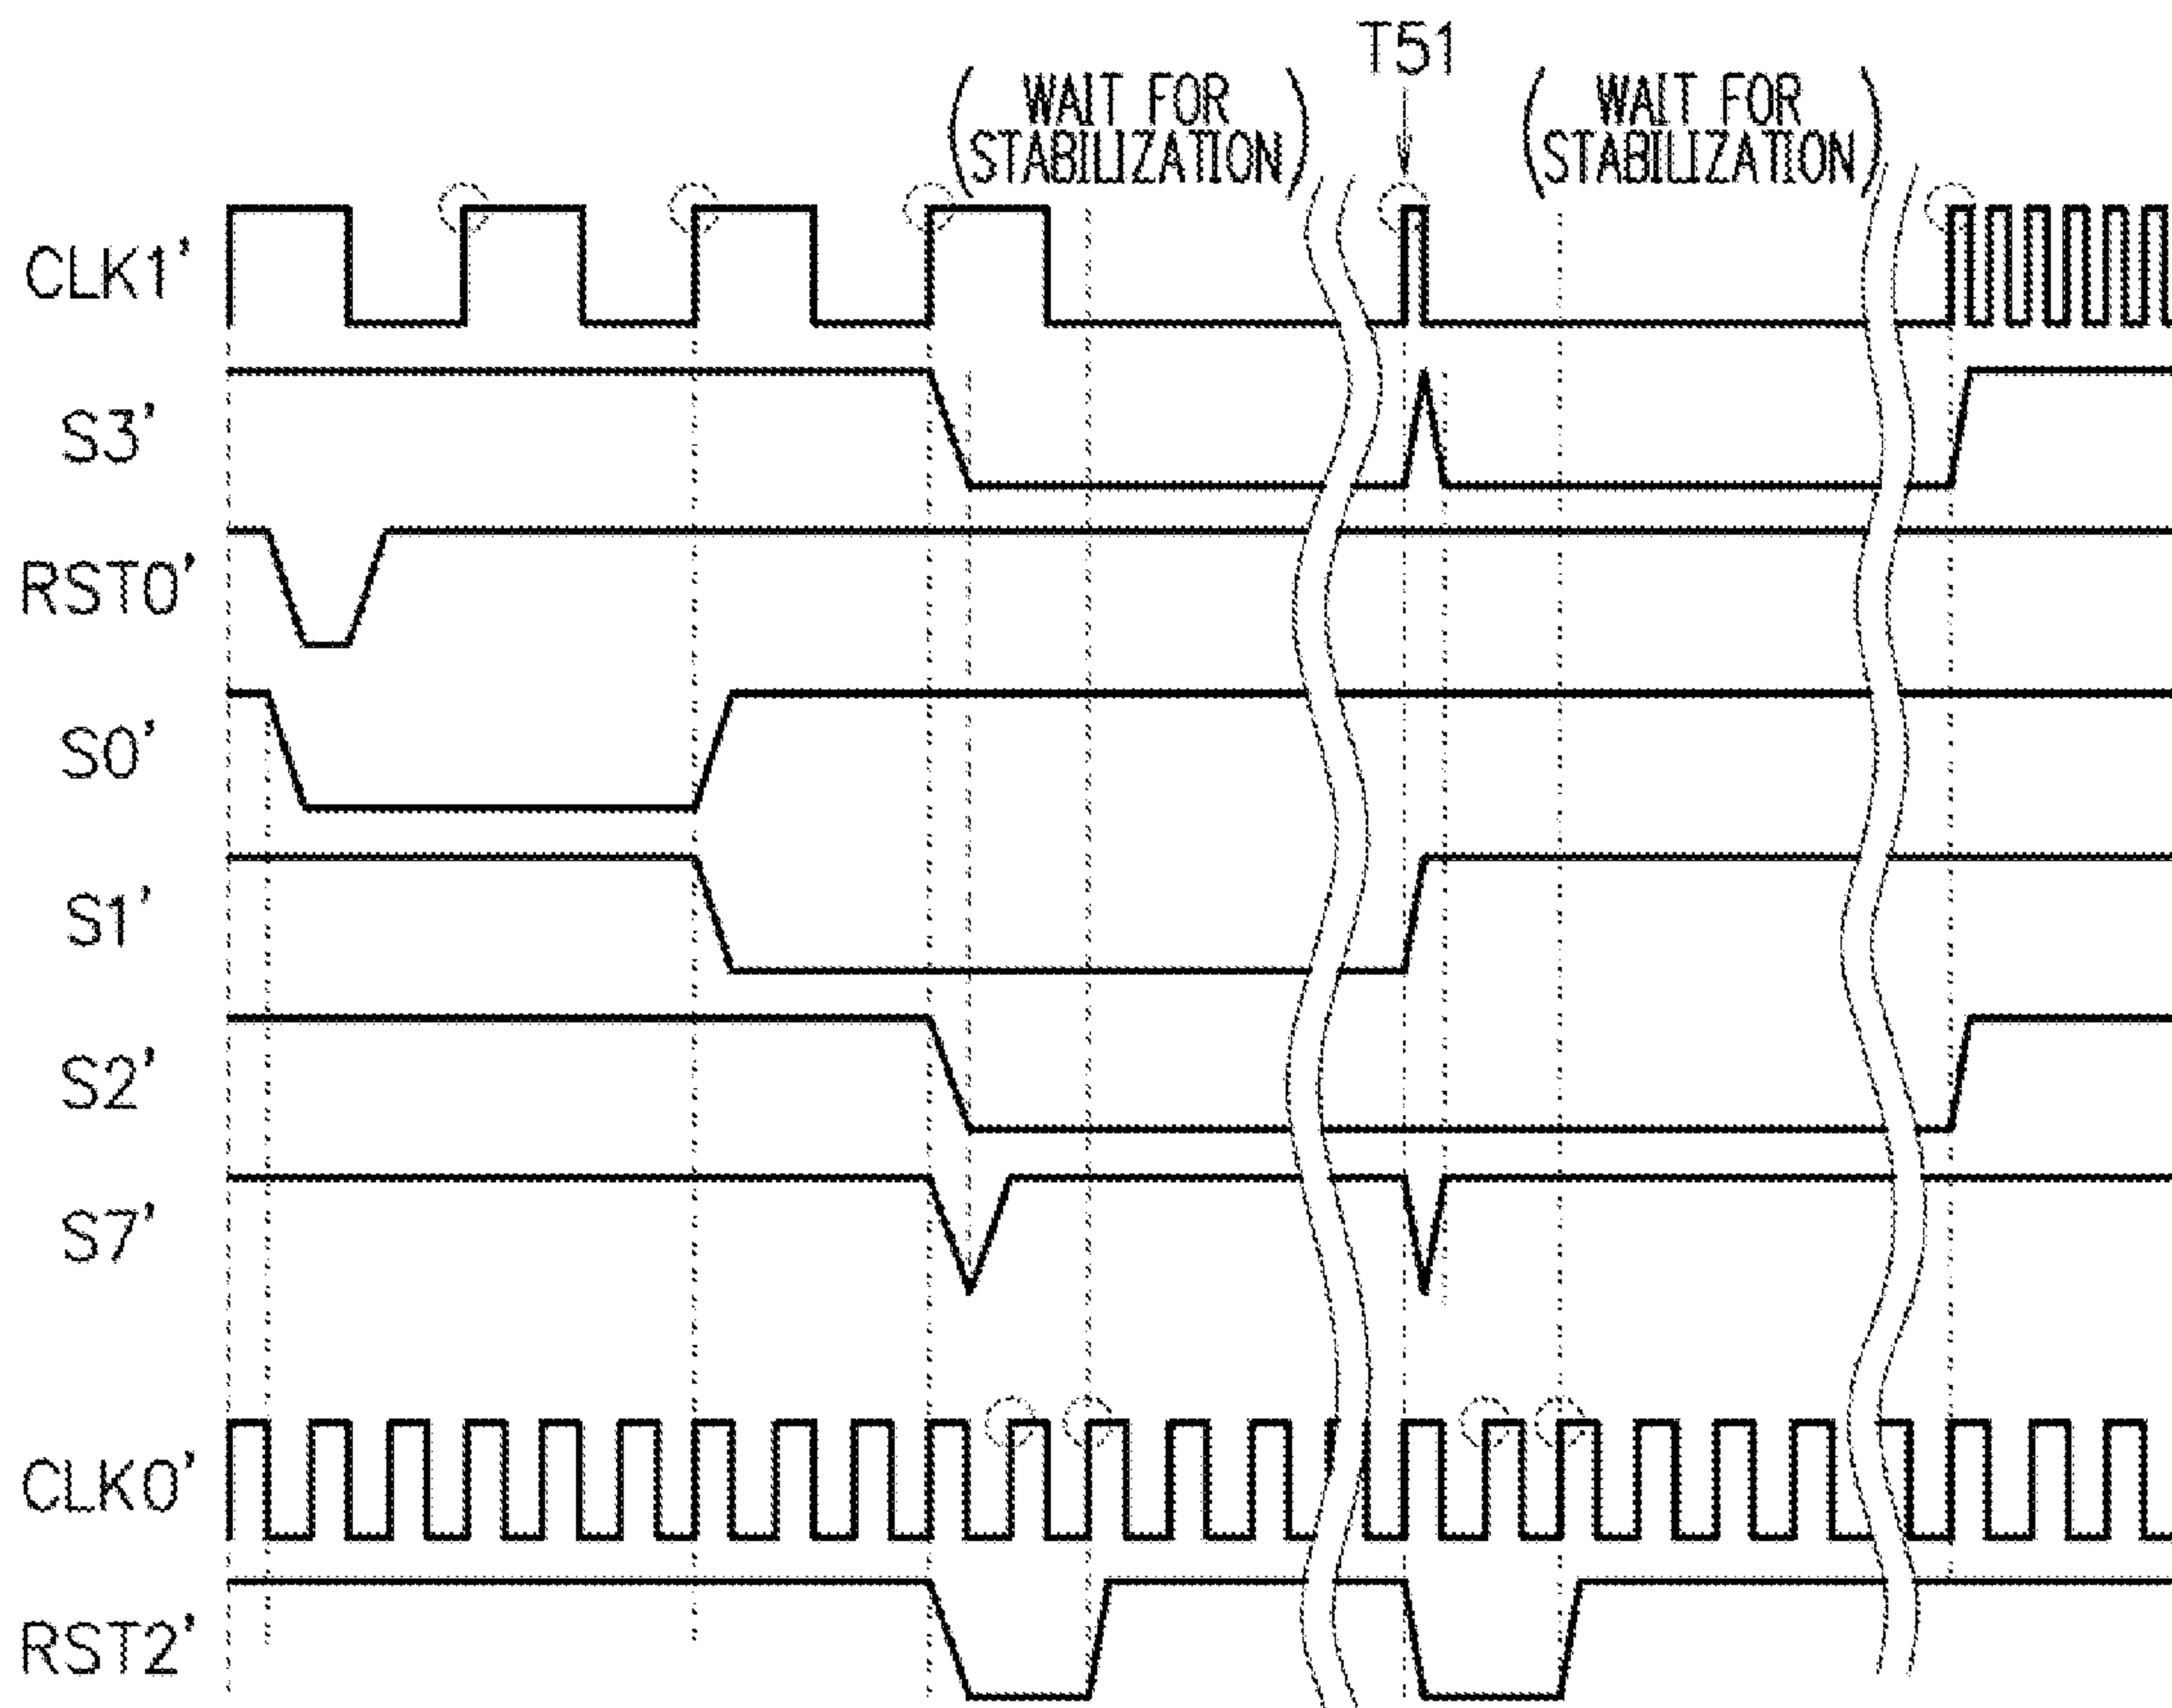 T51
(WAIT FOR
STABILIZATION)
(WAIT FOR
STABILIZATION)
CLK1'
S3'
RST0'
S0'
S1'
S2'
S7'
CLK0'
RST2'